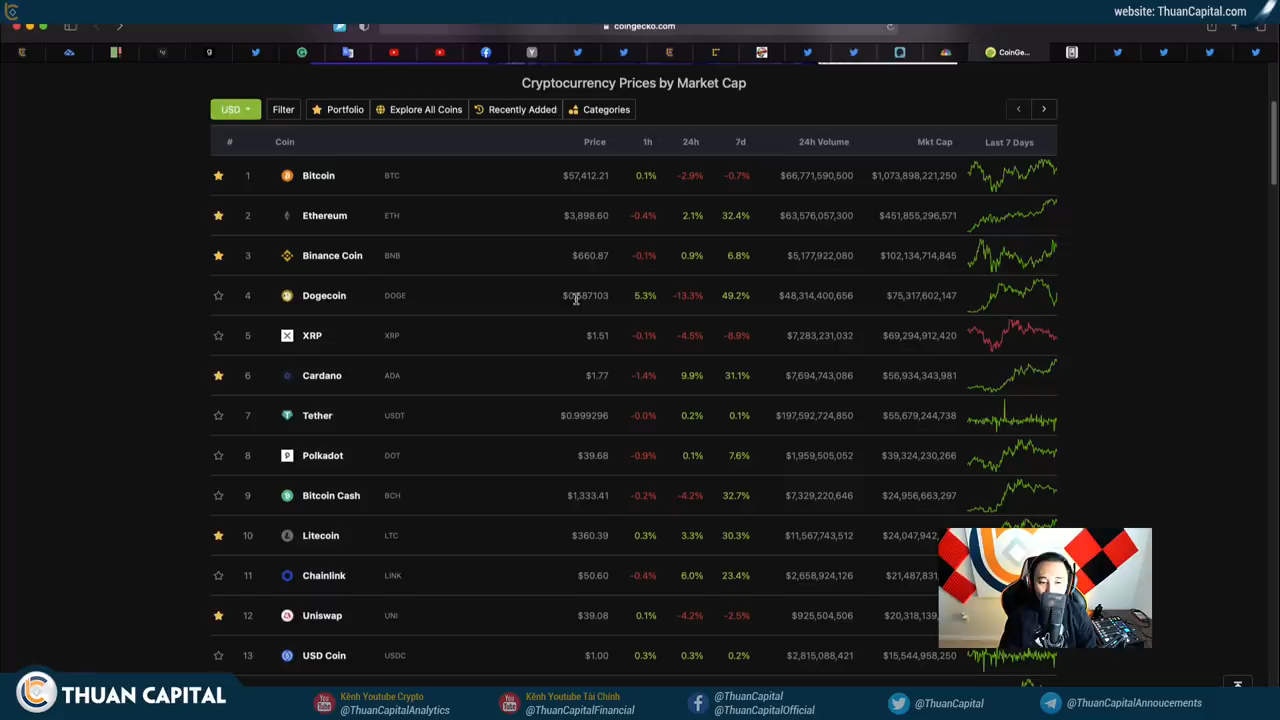 website: ThuanCapital.com
coingecko.com
CoinGe
Cryptocurrency Prices by Market Cap
USD Filter Portfolio Explore All Coins Recently Added Categories
# Coin Price 1h 24h 7d 24h Volume Mkt Cap Last 7 Days
1 Bitcoin BTC $57,412.21 0.1% -2.9% -0.7% $66,771,590,500 $1,073,898,221,250
2 Ethereum ETH $3,898.60 -0.4% 2.1% 32.4% $63,576,057,300 $451,855,296,571
3 Binance Coin BNB $660.87 -0.1% 0.9% 6.8% $5,177,922,080 $102,134,714,845
4 Dogecoin DOGE 5.3% -13.3% 49.2% $48,314,400,656 $75,317,602,147
5 XRP XRP $1.51 -0.1% -4.5% -8.9% $7,283,231,032 $69,294,912,420
6 Cardano ADA $1.77 -1.4% 9.9% 31.1% $7,694,743,086 $56,934,343,981
7 Tether USDT $0.999296 -0.0% 0.2% 0.1% $197,592,724,850 $55,679,244,738
8 Polkadot DOT $39.68 -0.9% 0.1% 7.6% $1,959,505,052 $39,324,230,266
9 Bitcoin Cash BCH $1,333.41 -0.2% -4.2% 32.7% $7,329,220,646 $24,956,663,297
10 Litecoin LTC $360.39 0.3% 3.3% 30.3% $11,567,743,512 $24,047,942,
11 Chainlink LINK $50.60 -0.4% 6.0% 23.4% $2,658,924,126 $21,487,831
12 Uniswap UNI $39.08 0.1% -4.2% -2.5% $925,504,506 $20,318,139
13 USD Coin USDC $1.00 0.3% 0.3% 0.2% $2,815,088,421 $15,544,958,250
THUAN CAPITAL
Kênh Youtube Crypto
@ThuanCapitalAnalytics
Kênh Youtube Tài Chính
@ThuanCapitalFinancial
@ThuanCapital
@ThuanCapitalOfficial
@ThuanCapital
@ThuanCapitalAnnoucements